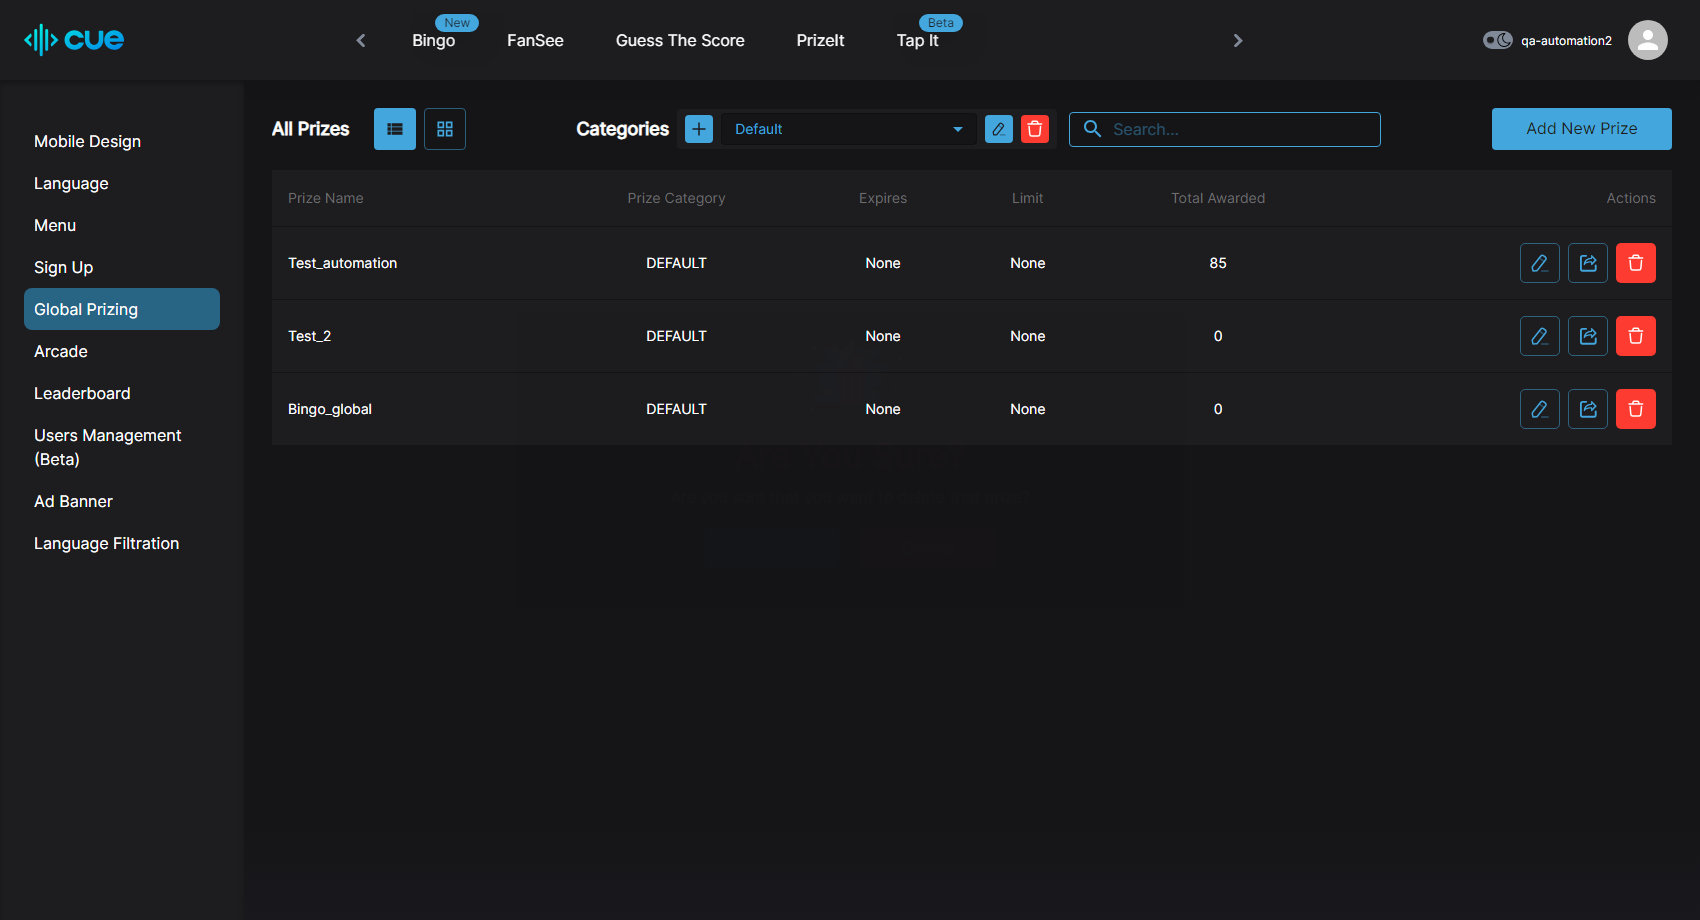 cue
New
Beta
Bingo FanSee Guess The Score PrizeIt Tap It
qa-automation2
Mobile Design
Language
Menu
Sign Up
Global Prizing
Arcade
Leaderboard
Users Management
(Beta)
Ad Banner
Language Filtration
All Prizes Categories Default Search... Add New Prize
Prize Name Prize Category Expires Limit Total Awarded Actions
Test_automation DEFAULT None None 85
Test_2 DEFAULT None None 0
Bingo_global DEFAULT None None 0